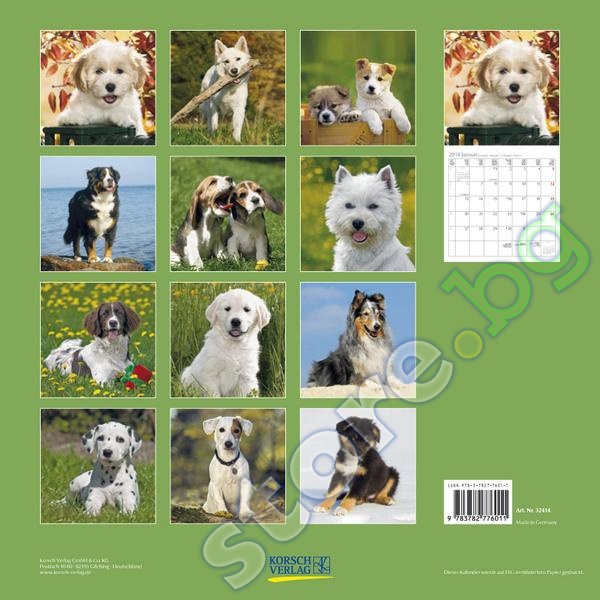 2014 Januar
store.bg
ISBN 978-3-7827-7601-1
9 783782 776011
Art. Nr. 32414
Made in Germany
Korsch Verlag GmbH & Co. KG
Postfach 10 80 · 82195 Gilching · Deutschland
www.korsch-verlag.de
KORSCH
VERLAG
Dieser Kalender wurde auf FSC-zertifiziertem Papier gedruckt.